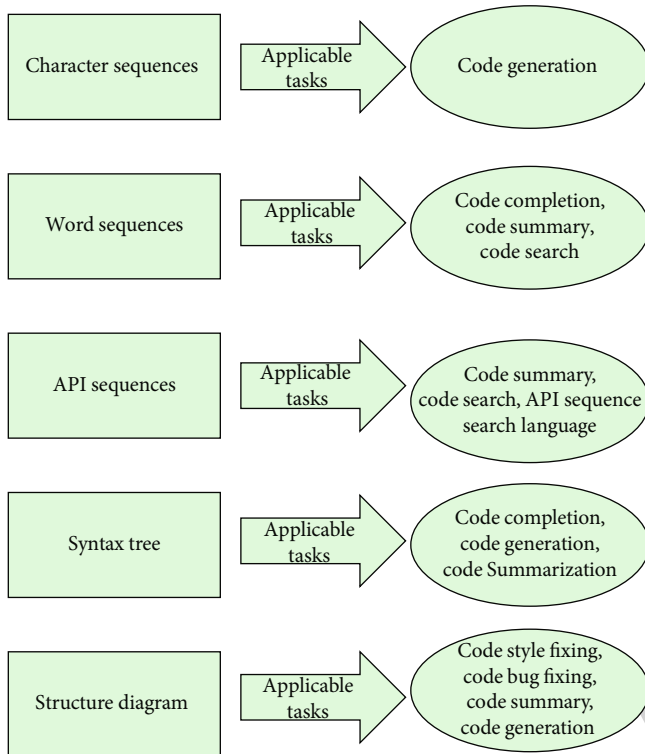 Character sequences
Applicable
tasks
Code generation
Word sequences
Applicable
tasks
Code completion,
code summary,
code search
API sequences
Applicable
tasks
Code summary,
code search, API sequence
search language
Syntax tree
Applicable
tasks
Code completion,
code generation,
code Summarization
Structure diagram
Applicable
tasks
Code style fixing,
code bug fixing,
code summary,
code generation